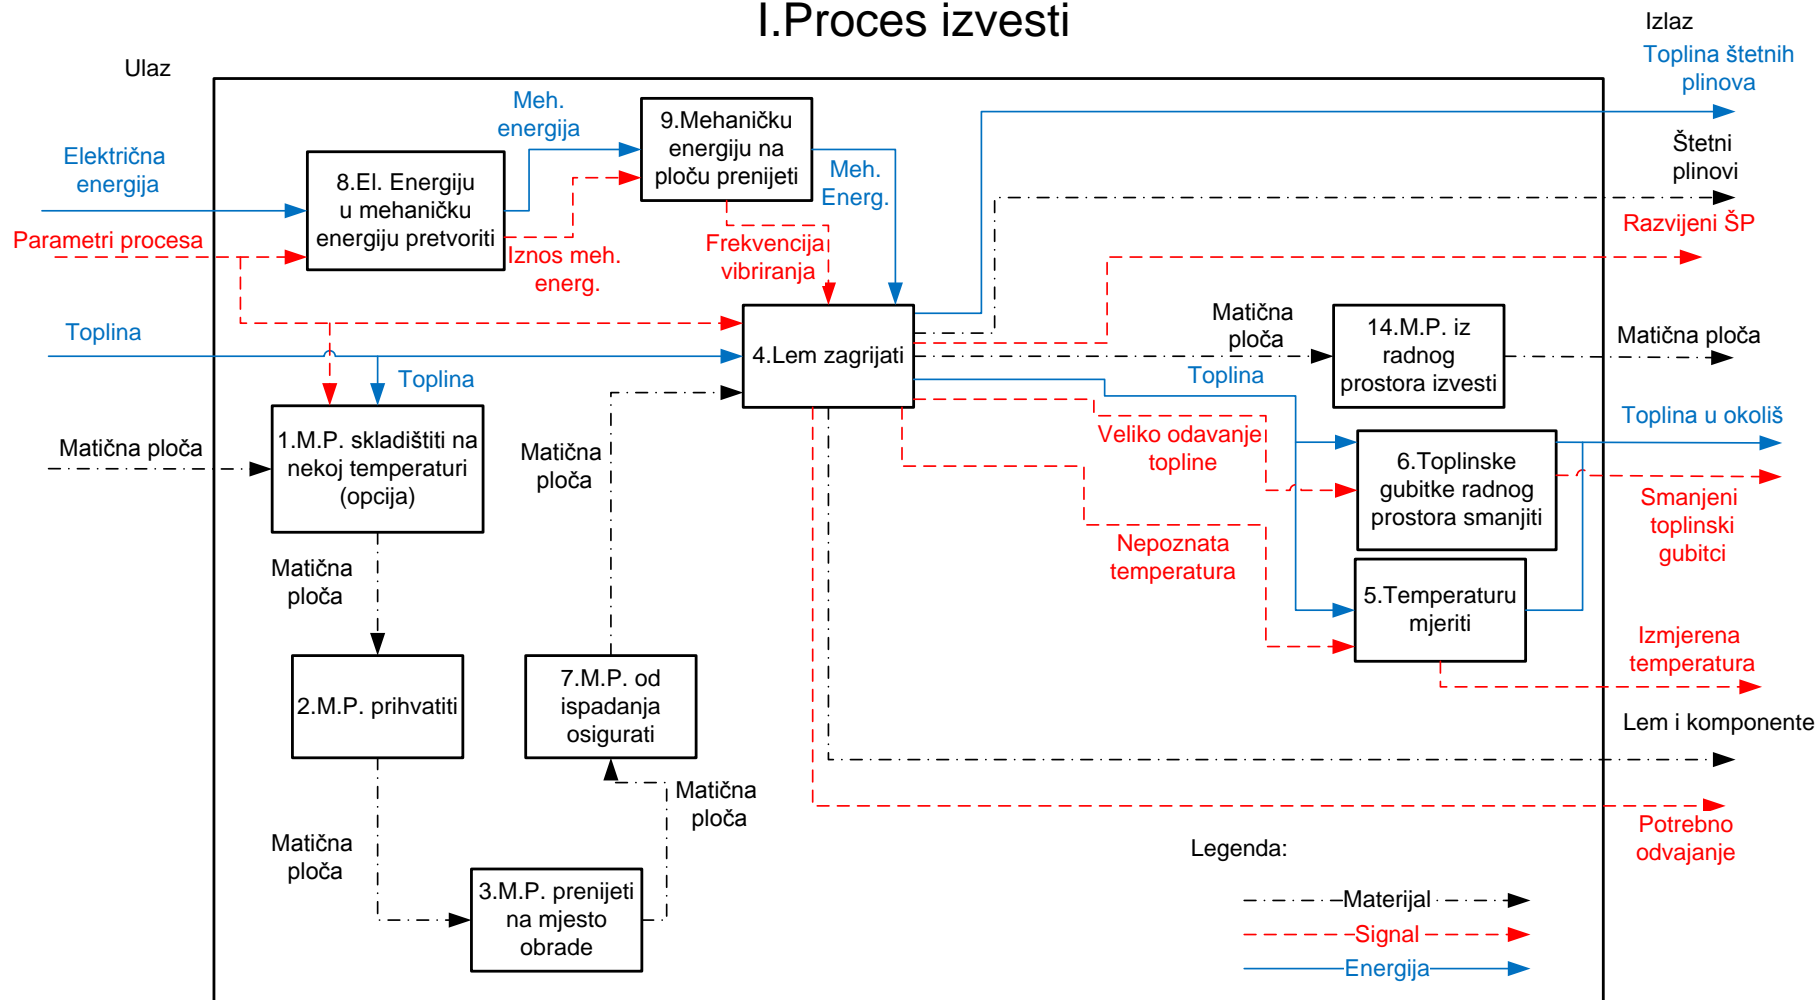 I.Proces izvesti
Ulaz
Izlaz
Toplina štetnih
plinova
Meh.
energija
9.Mehaničku
energiju na
ploču prenijeti
Električna
energija
8.El. Energiju
u mehaničku
energiju pretvoriti
Meh.
Energ.
Štetni
plinovi
Parametri procesa
Iznos meh.
energ.
Frekvencija
vibriranja
Razvijeni ŠP
Toplina
4.Lem zagrijati
Matična
ploča
14.M.P. iz
radnog
prostora izvesti
Matična ploča
Toplina
Toplina
Matična ploča
1.M.P. skladištiti na
nekoj temperaturi
(opcija)
Matična
ploča
Veliko odavanje
topline
6.Toplinske
gubitke radnog
prostora smanjiti
Toplina u okoliš
Smanjeni
toplinski
gubitci
Matična
ploča
Nepoznata
temperatura
5.Temperaturu
mjeriti
Izmjerena
temperatura
2.M.P. prihvatiti
7.M.P. od
ispadanja
osigurati
Lem i komponente
Matična
ploča
Matična
ploča
Potrebno
odvajanje
3.M.P. prenijeti
na mjesto
obrade
Legenda:
Materijal
Signal
Energija